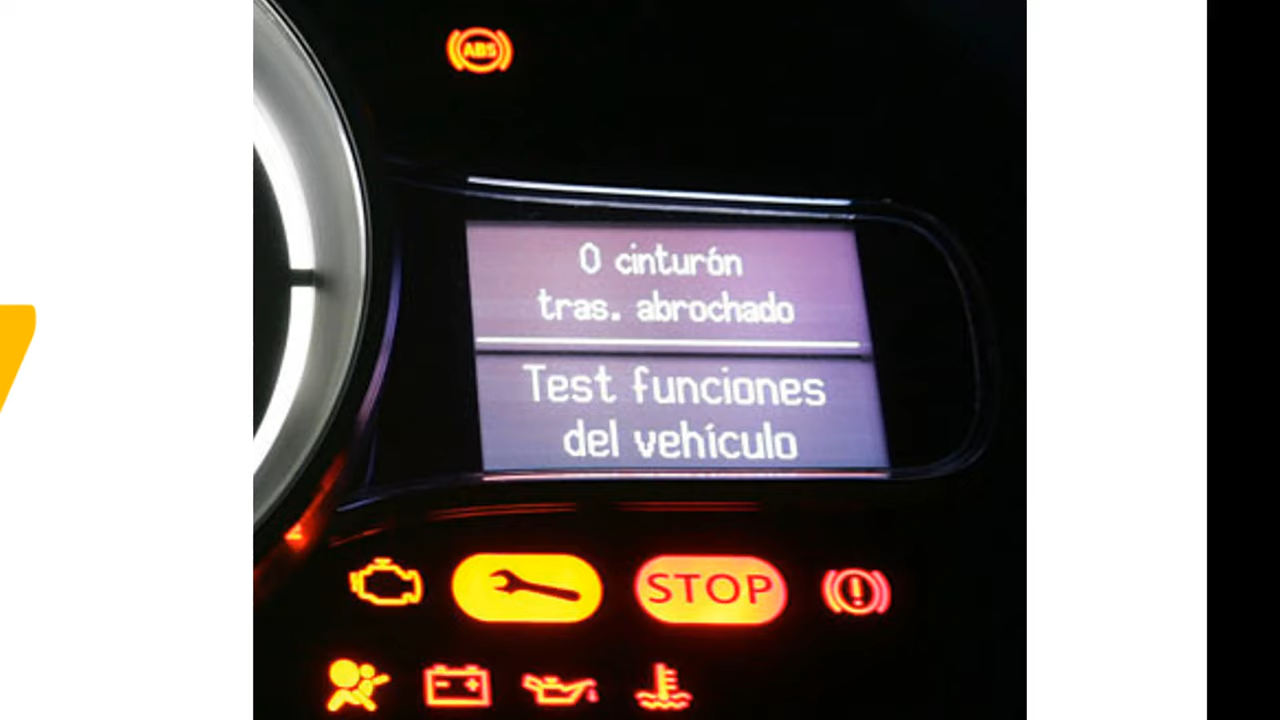 ABS
0 cinturón
tras. abrochado
Test funciones
del vehículo
STOP